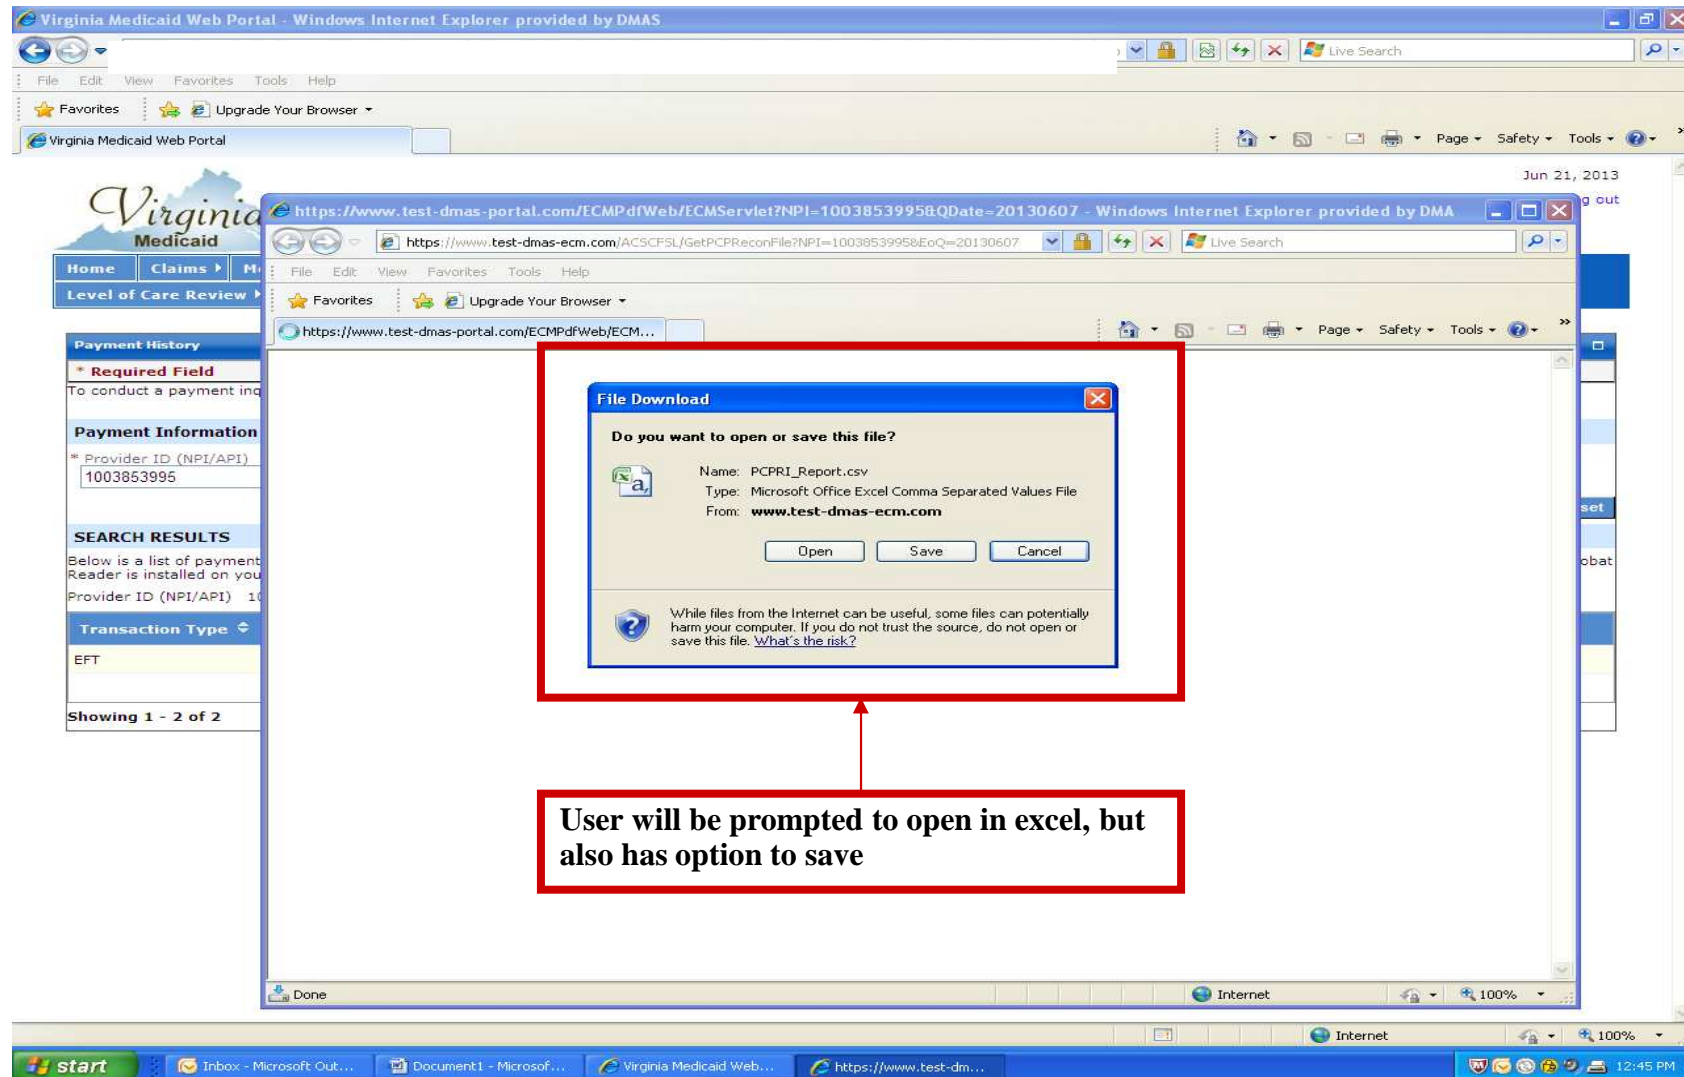 Virginia Medicaid Web Portal - Windows Internet Explorer provided by DMAS
Live Search
File Edit View Favorites Tools Help
Favorites Upgrade Your Browser
Virginia Medicaid Web Portal
Page Safety Tools
Jun 21, 2013
Virginia
Medicaid
g out
Home Claims
Level of Care Review
https://www.test-dmas-portal.com/ECMPdfWeb/ECMServlet?NPI=1003853995&QDate=20130607 - Windows Internet Explorer provided by DMA
https://www.test-dmas-ecm.com/ACSCFSL/GetPCPReconFile?NPI=1003853995&EoQ=20130607
Live Search
File Edit View Favorites Tools Help
Favorites Upgrade Your Browser
https://www.test-dmas-portal.com/ECMPdfWeb/ECM...
Page Safety Tools
Payment History
* Required Field
To conduct a payment inq
Payment Information
* Provider ID (NPI/API)
1003853995
set
SEARCH RESULTS
Below is a list of payment
obat
Reader is installed on you
Provider ID (NPI/API) 10
Transaction Type
EFT
Showing 1 - 2 of 2
File Download
Do you want to open or save this file?
Name: PCPRI_Report.csv
Type: Microsoft Office Excel Comma Separated Values File
From: www.test-dmas-ecm.com
Open Save Cancel
While files from the Internet can be useful, some files can potentially
harm your computer. If you do not trust the source, do not open or
save this file. What's the risk?
User will be prompted to open in excel, but
also has option to save
Done Internet 100%
Internet 100%
start Inbox - Microsoft Out... Document1 - Microsof... Virginia Medicaid Web... https://www.test-dm... 12:45 PM